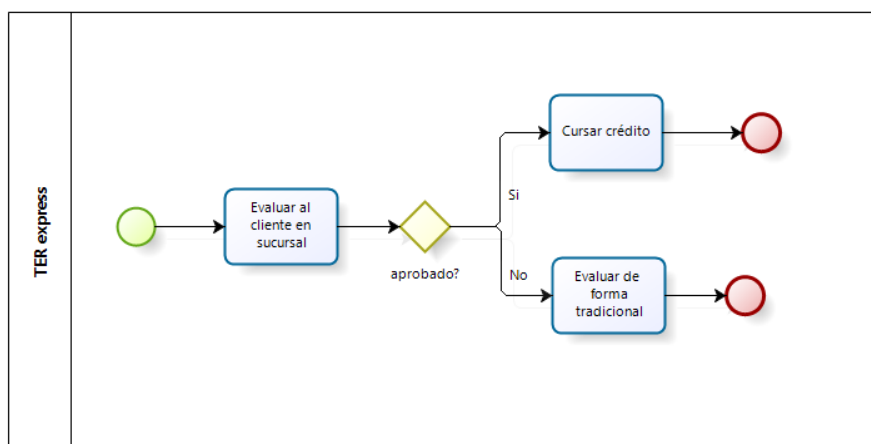 TER express
Evaluar al
cliente en
sucursal
aprobado?
Si
Cursar crédito
No
Evaluar de
forma
tradicional